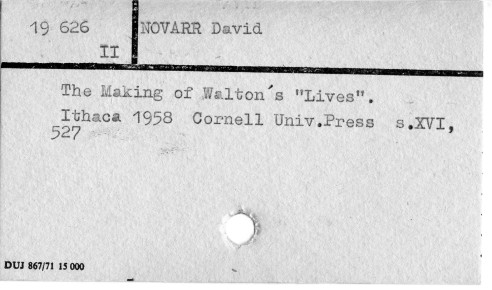 19 626 NOVARR David
II
The Making of Walton´s "Lives".
Ithaca 1958 Cornell Univ.Press s.XVI,
527
DUJ 867/71 15 000